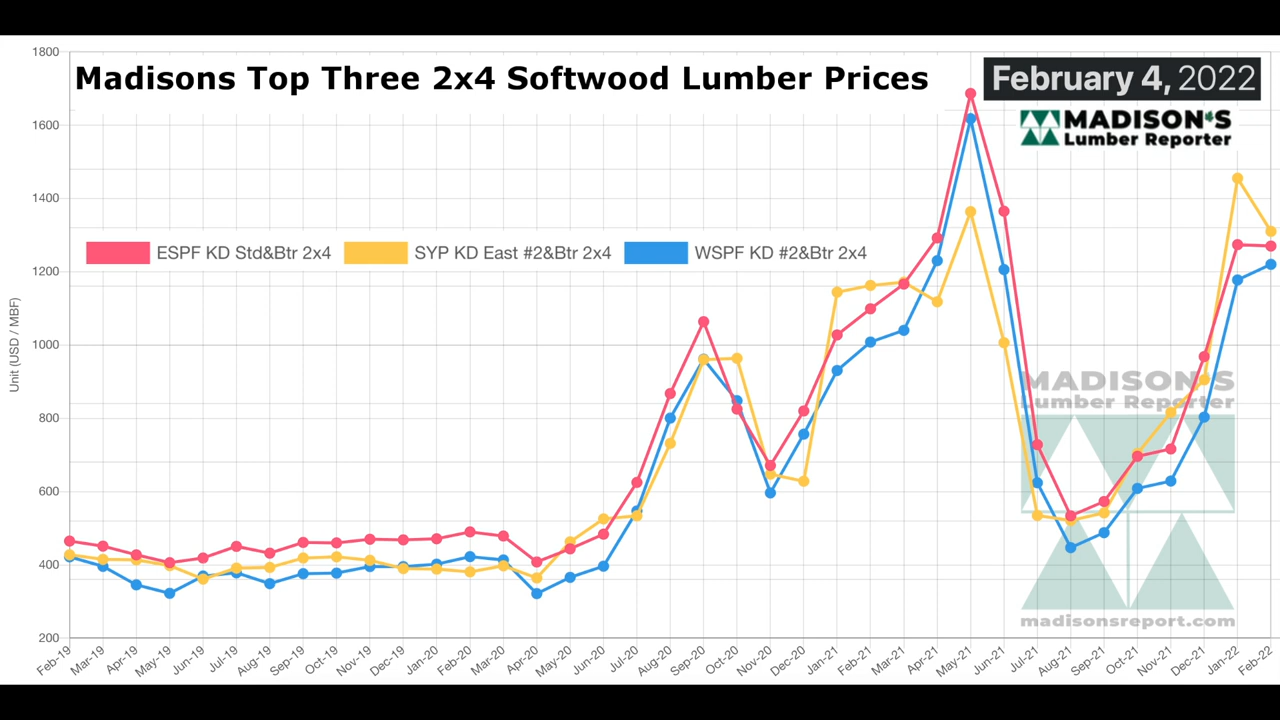 Madisons Top Three 2x4 Softwood Lumber Prices
February 4, 2022
MADISON'S
Lumber Reporter
ESPF KD Std&Btr 2x4 SYP KD East #2&Btr 2x4 WSPF KD #2&Btr 2x4
Unit (USD / MBF)
1800
1600
1400
1200
1000
800
600
400
200
MADISON'S
Lumber Reporter
madisonsreport.com
Feb-19 Mar-19 Apr-19 May-19 Jun-19 Jul-19 Aug-19 Sep-19 Oct-19 Nov-19 Dec-19 Jan-20 Feb-20 Mar-20 Apr-20 May-20 Jun-20 Jul-20 Aug-20 Sep-20 Oct-20 Nov-20 Dec-20 Jan-21 Feb-21 Mar-21 Apr-21 May-21 Jun-21 Jul-21 Aug-21 Sep-21 Oct-21 Nov-21 Dec-21 Jan-22 Feb-22